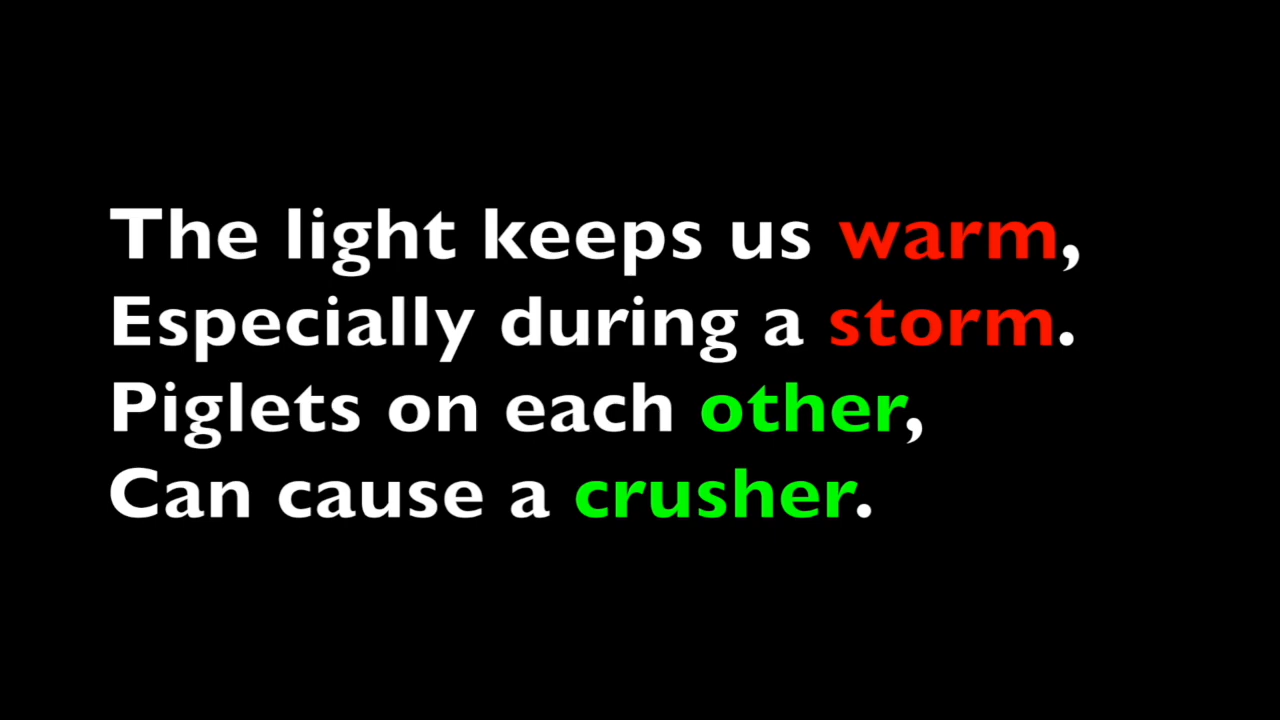 The light keeps us warm,
Especially during a storm.
Piglets on each other,
Can cause a crusher.